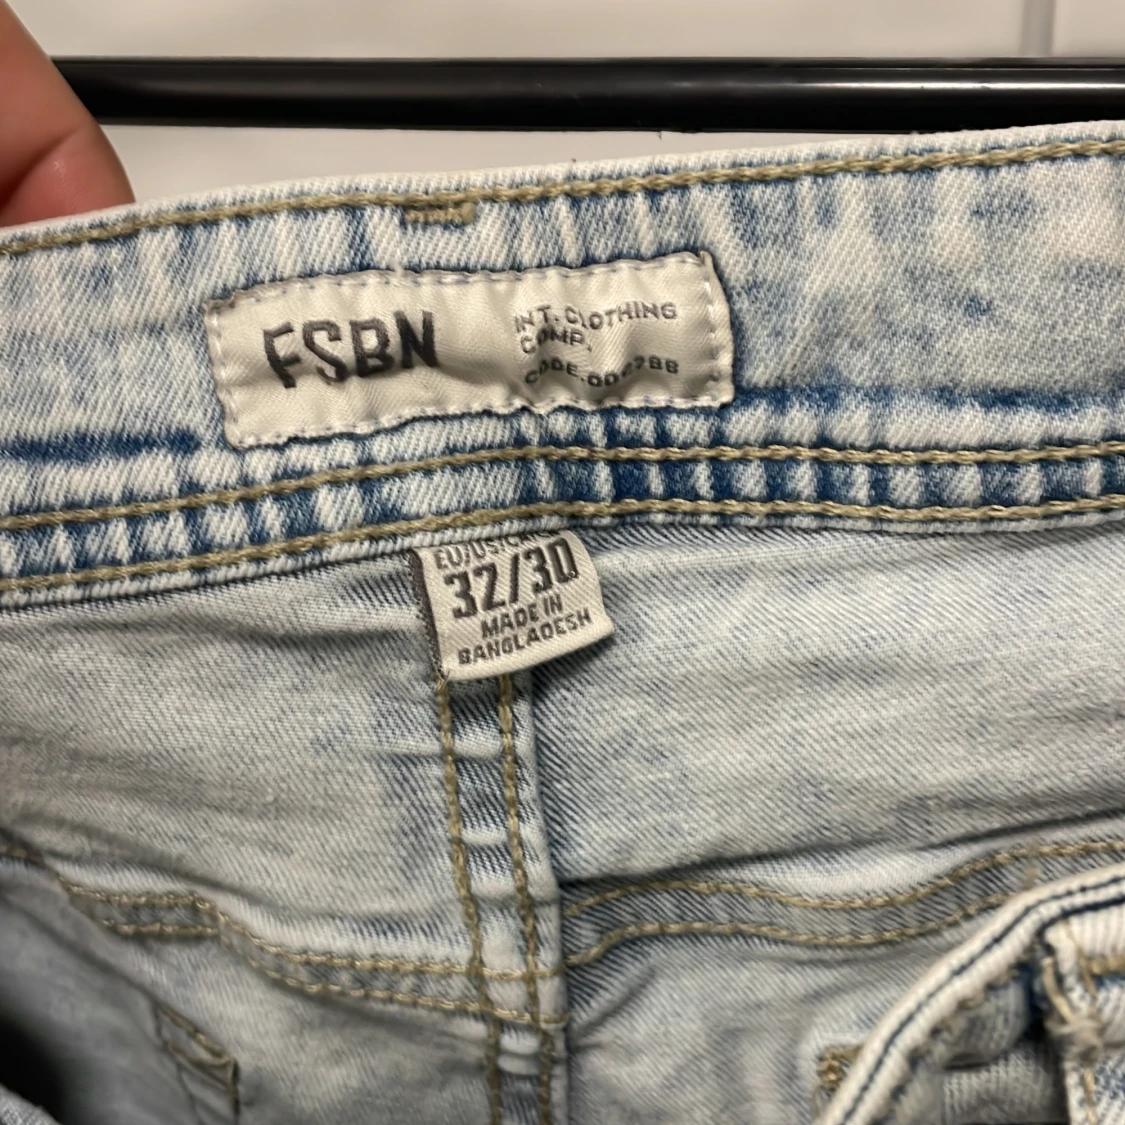 FSBN
INT. CLOTHING
COMP.
32/30
MADE IN
BANGLADESH